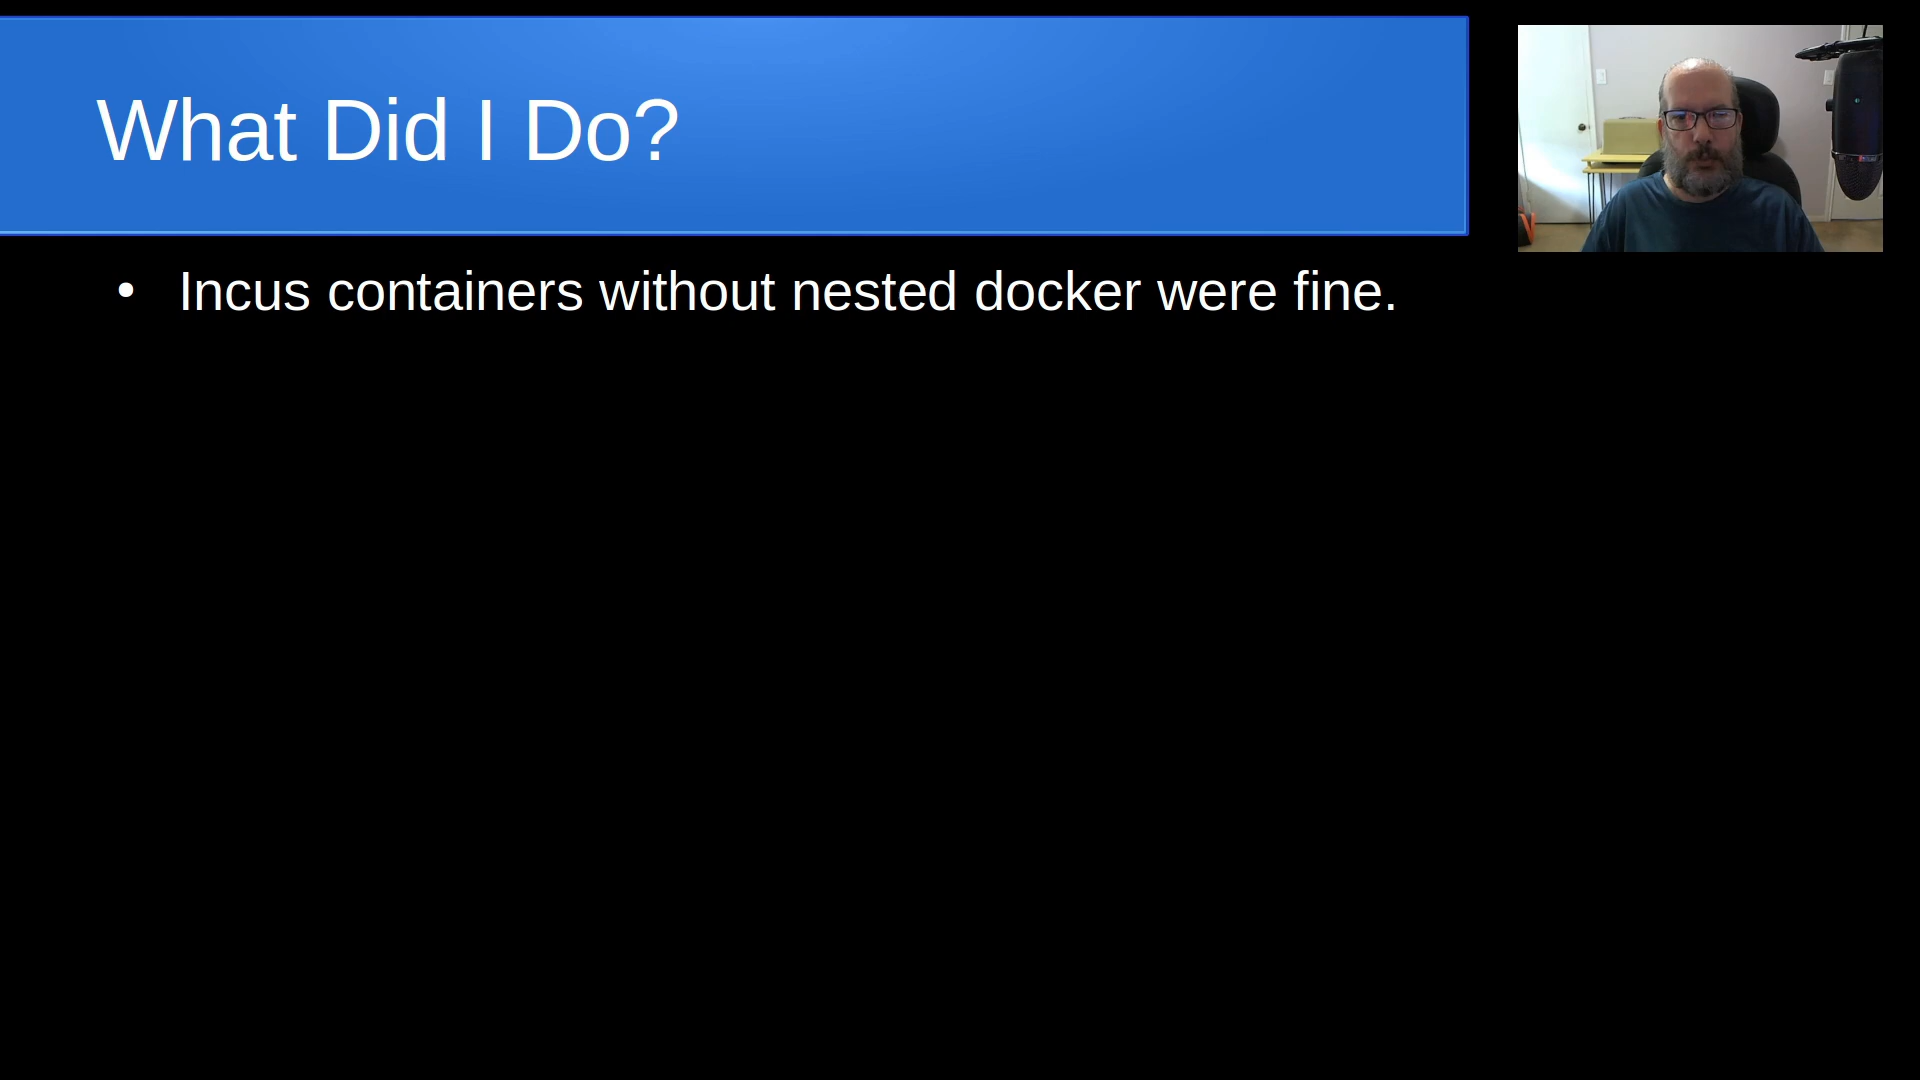 What Did I Do?
• Incus containers without nested docker were fine.